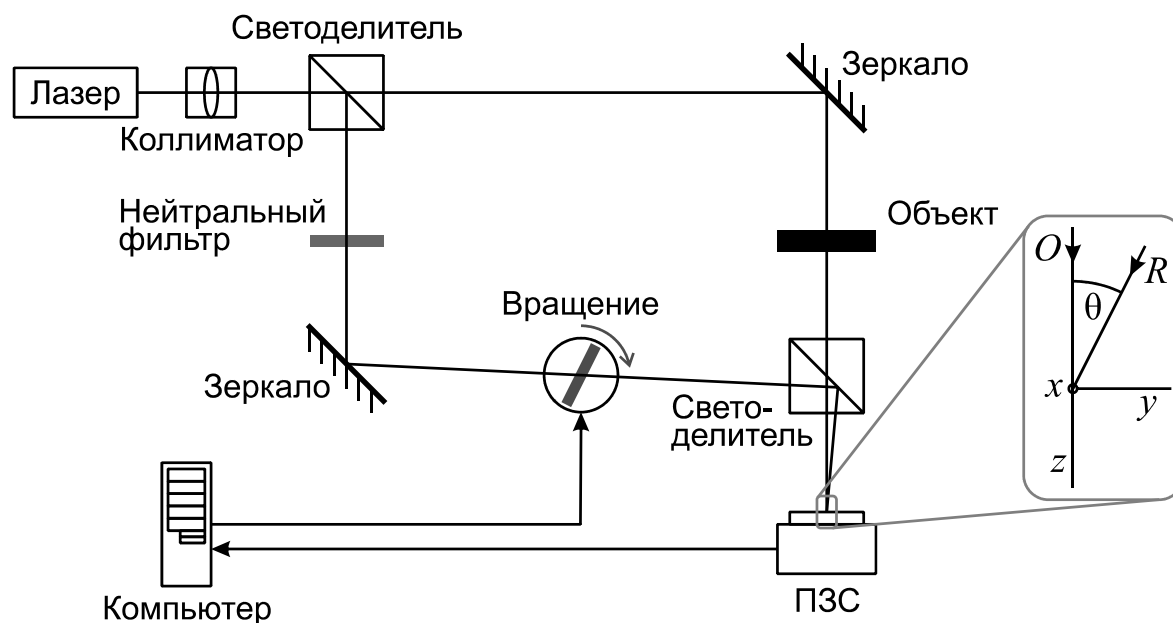 Светоделитель
Зеркало
Лазер
Коллиматор
Нейтральный
фильтр
Объект
O
R
θ
Вращение
x
y
Зеркало
Свето-
делитель
z
Компьютер
ПЗС